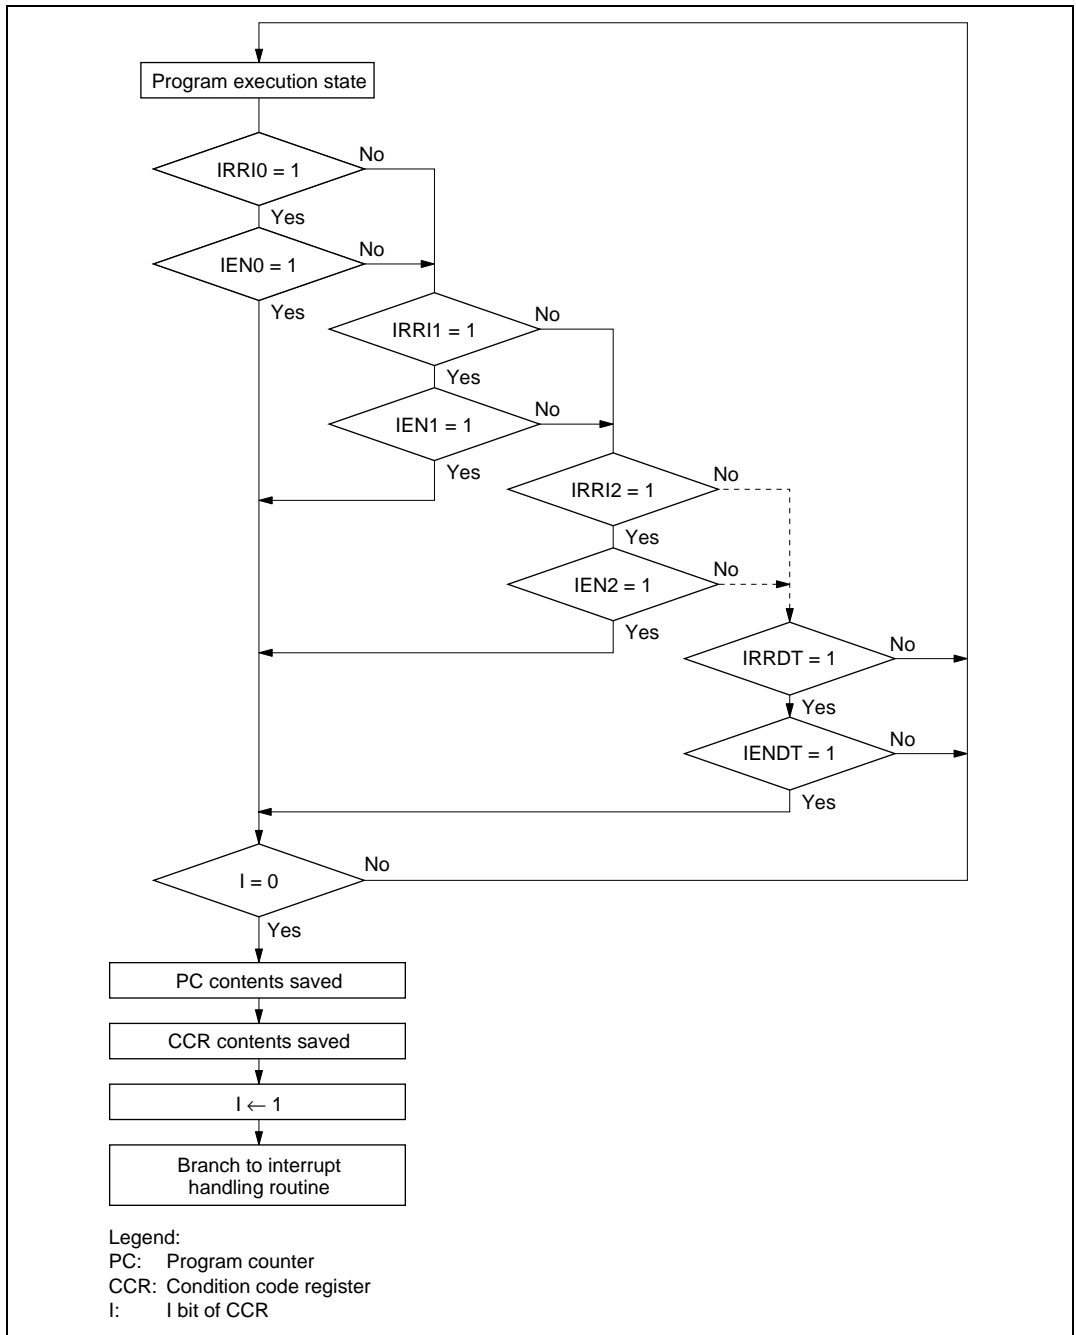 Program execution state
IRRI0 = 1
No
Yes
IEN0 = 1
No
Yes
IRRI1 = 1
No
Yes
IEN1 = 1
No
Yes
IRRI2 = 1
No
Yes
IEN2 = 1
No
Yes
IRRDT = 1
No
Yes
IENDT = 1
No
Yes
I = 0
No
Yes
PC contents saved
CCR contents saved
I ← 1
Branch to interrupt
handling routine
Legend:
PC: Program counter
CCR: Condition code register
I: I bit of CCR